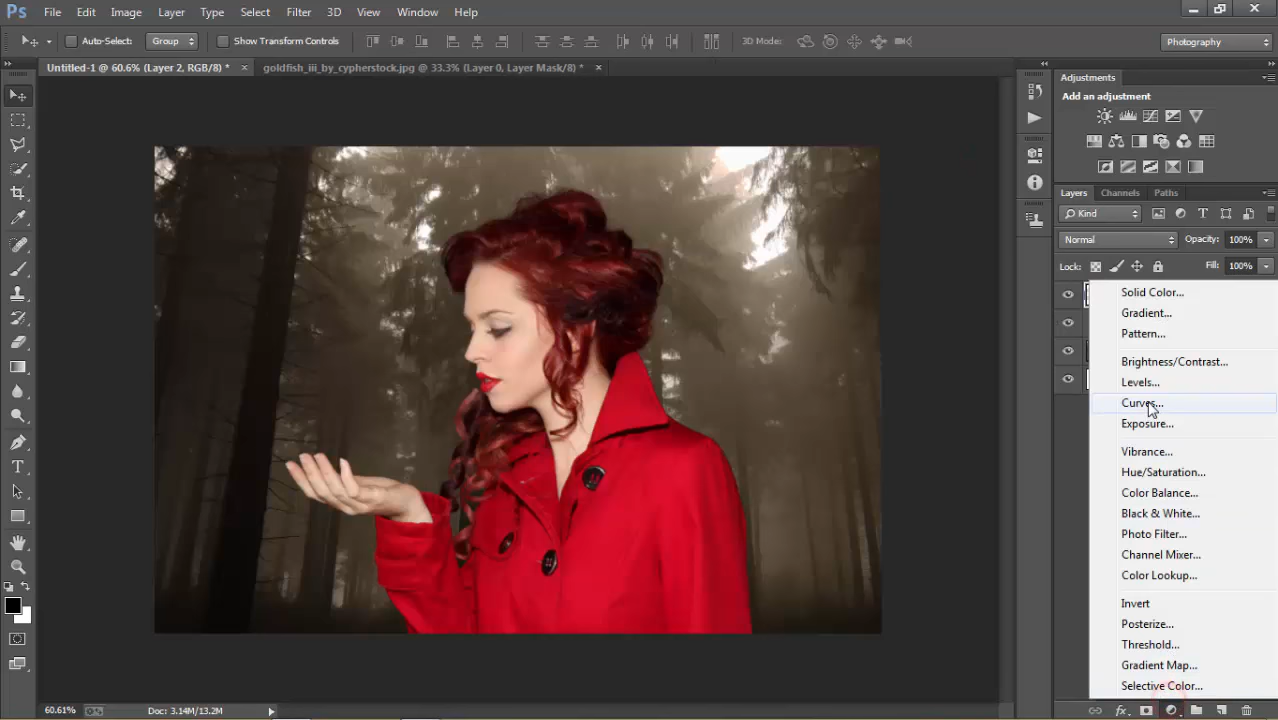 Ps File Edit Image Layer Type Select Filter 3D View Window Help
Auto-Select: Group Show Transform Controls 3D Mode: Photography
Untitled-1 @ 60.6% (Layer 2, RGB/8) * × goldfish_iii_by_cypherstock.jpg @ 33.3% (Layer 0, Layer Mask/8) * ×
Adjustments
Add an adjustment
Layers Channels Paths
Kind
Normal Opacity: 100%
Lock: Fill: 100%
Solid Color...
Gradient...
Pattern...
Brightness/Contrast...
Levels...
Curves...
Exposure...
Vibrance...
Hue/Saturation...
Color Balance...
Black & White...
Photo Filter...
Channel Mixer...
Color Lookup...
Invert
Posterize...
Threshold...
Gradient Map...
Selective Color...
60.61% Doc: 3.14M/13.2M
fx